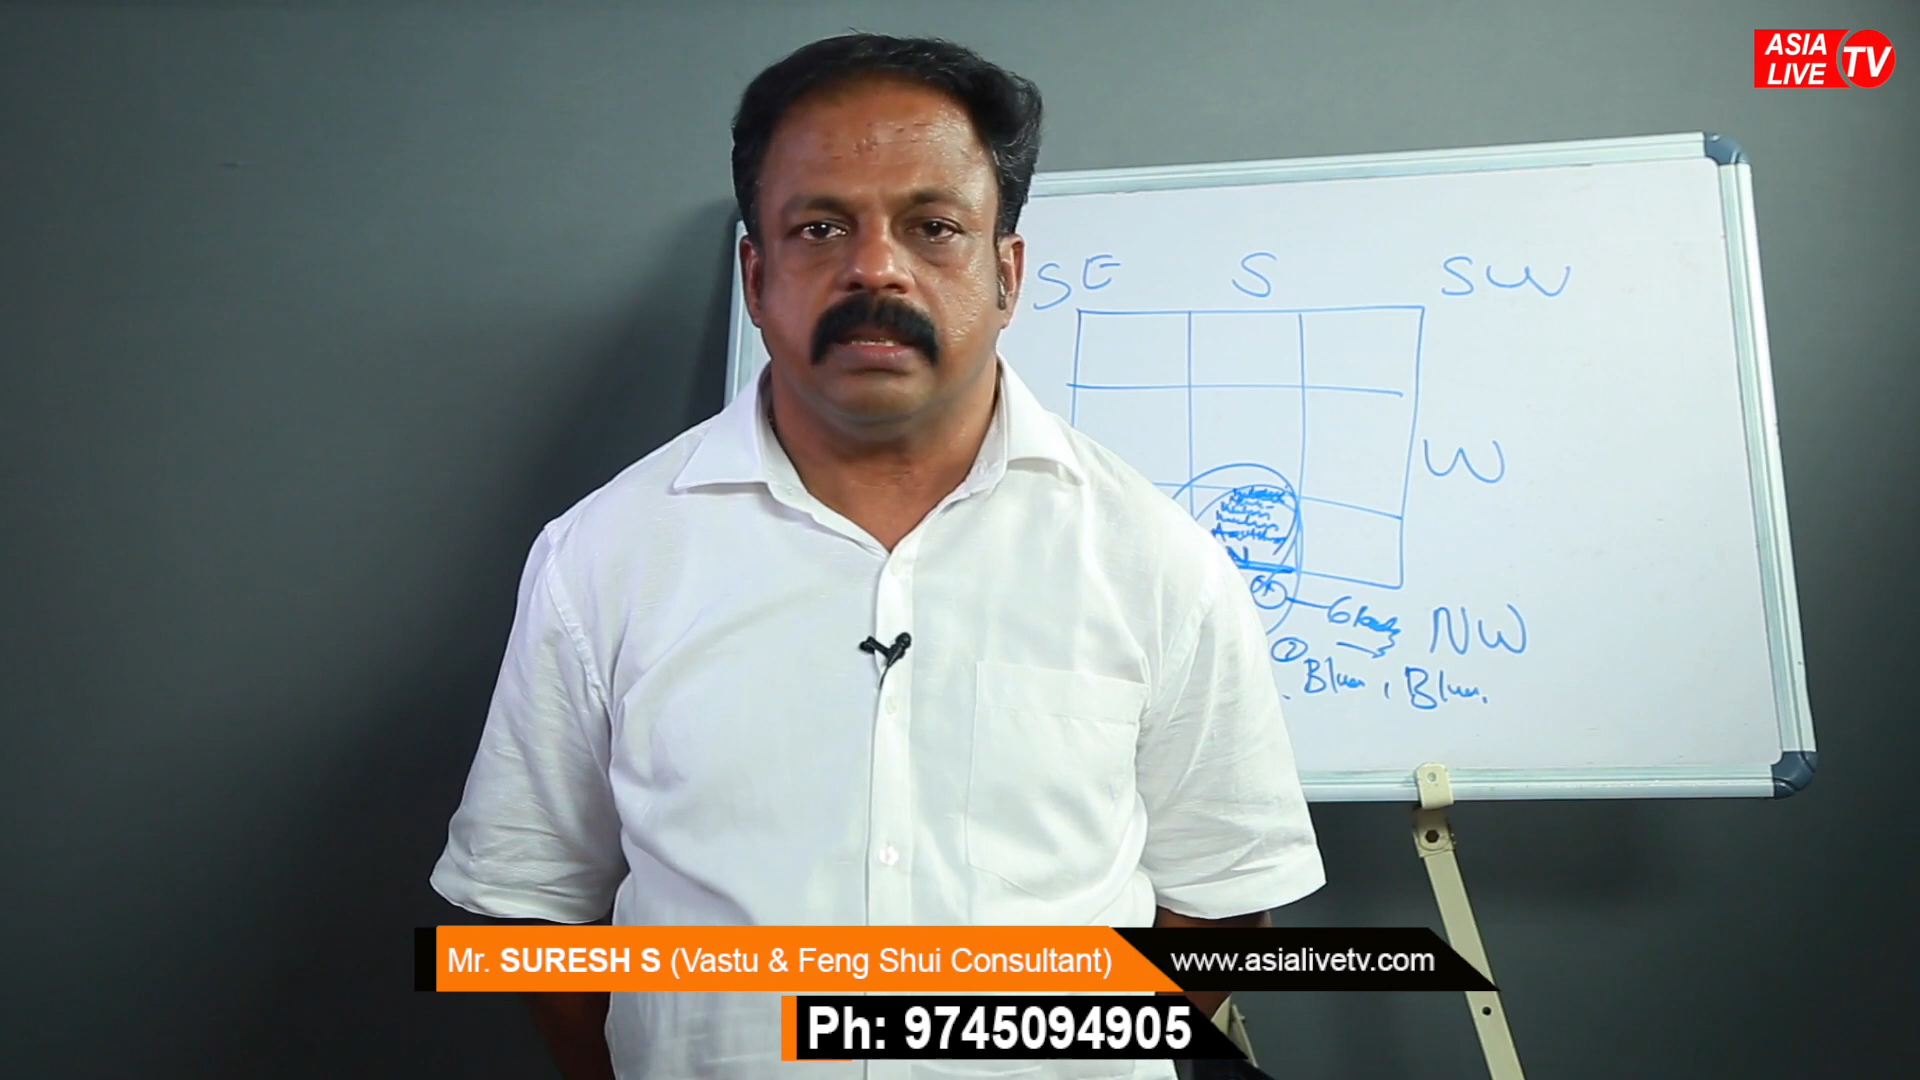 ASIA
LIVE TV
SE S SW
W
N
NW
Blue, Blue.
Mr. SURESH S (Vastu & Feng Shui Consultant) www.asialivetv.com
Ph: 9745094905